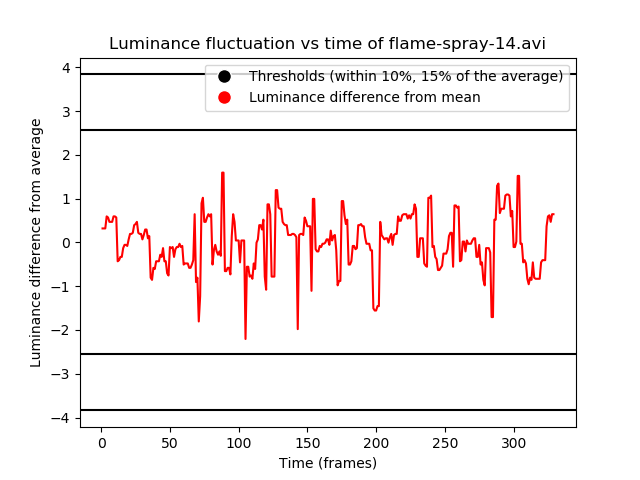 Luminance fluctuation vs time of flame-spray-14.avi
Thresholds (within 10%, 15% of the average)
Luminance difference from mean
Luminance difference from average
4
3
2
1
0
−1
−2
−3
−4
0 50 100 150 200 250 300
Time (frames)